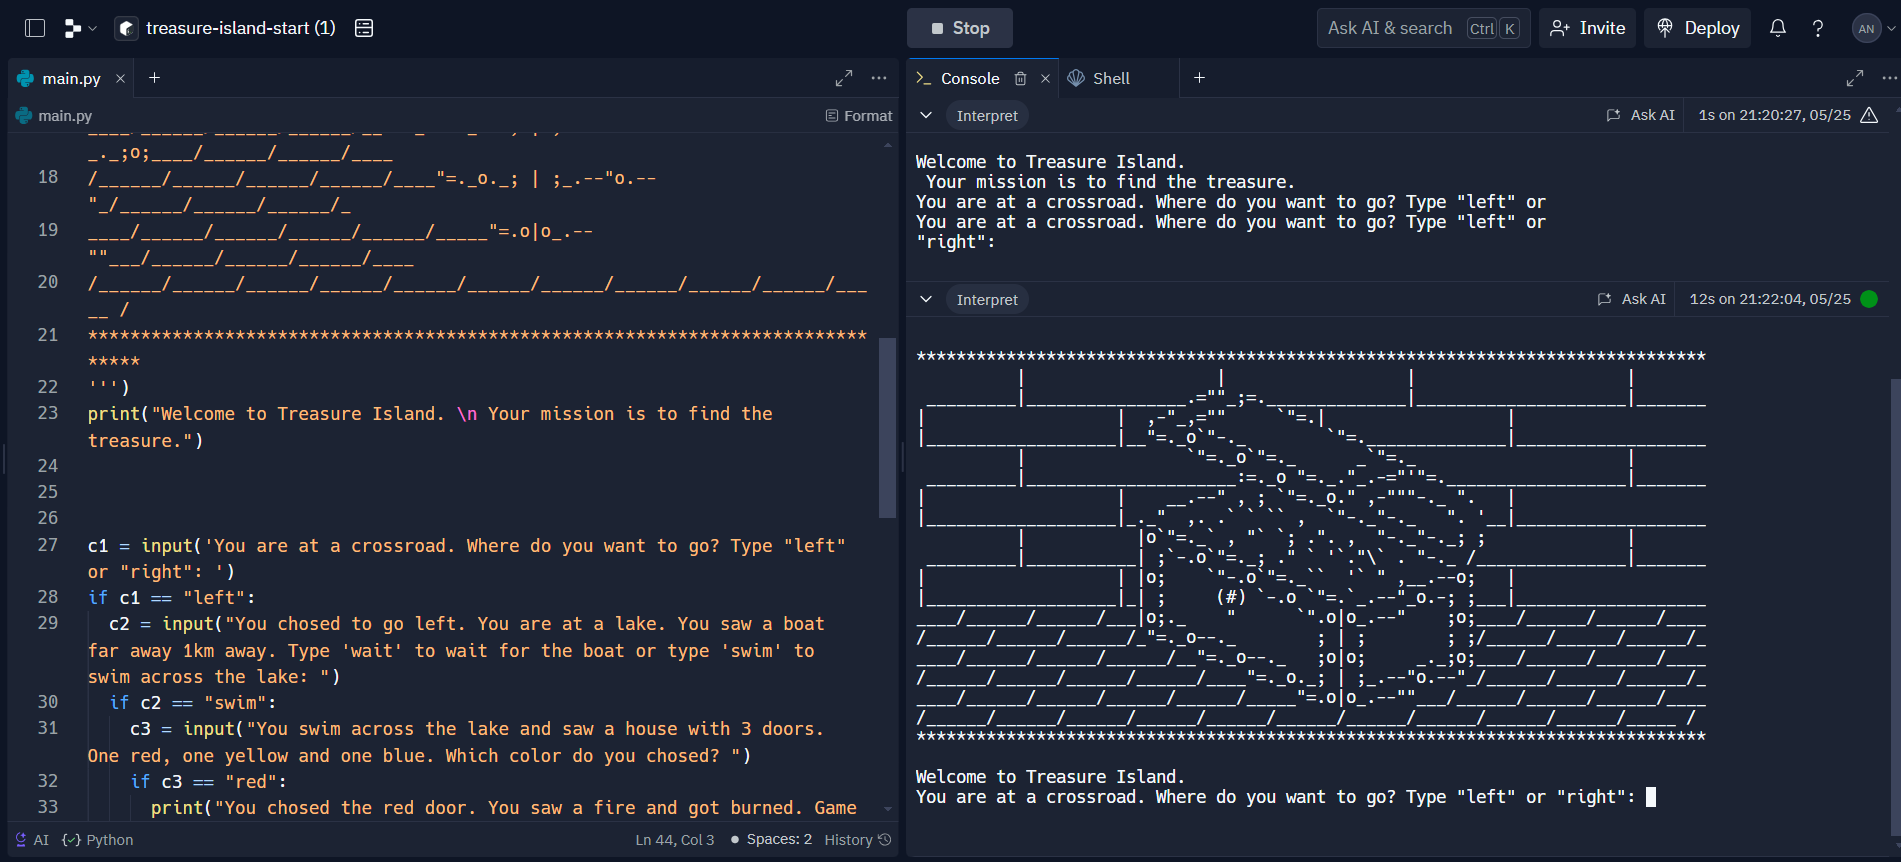 treasure-island-start (1)
Stop
Ask AI & search Ctrl K
Invite
Deploy
AN
main.py
Console
Shell
main.py
Format
_._;o;____/______/______/____
18 /______/______/______/______/____"=._o._; | ;_.--"o.--
"_/______/______/______/_
19 ____/______/______/______/______/_____"=.o|o_.--
""___/______/______/______/____
20 /______/______/______/______/______/______/______/______/______/______/___
__ /
21 **************************************************************************
*****
22 ''')
23 print("Welcome to Treasure Island. \n Your mission is to find the
treasure.")
24
25
26
27 c1 = input('You are at a crossroad. Where do you want to go? Type "left"
or "right": ')
28 if c1 == "left":
29 c2 = input("You chosed to go left. You are at a lake. You saw a boat
far away 1km away. Type 'wait' to wait for the boat or type 'swim' to
swim across the lake: ")
30 if c2 == "swim":
31 c3 = input("You swim across the lake and saw a house with 3 doors.
One red, one yellow and one blue. Which color do you chosed? ")
32 if c3 == "red":
33 print("You chosed the red door. You saw a fire and got burned. Game
AI
Python
Ln 44, Col 3
Spaces: 2
History
Interpret
Ask AI
1s on 21:20:27, 05/25
Welcome to Treasure Island.
Your mission is to find the treasure.
You are at a crossroad. Where do you want to go? Type "left" or
You are at a crossroad. Where do you want to go? Type "left" or
"right":
Interpret
Ask AI
12s on 21:22:04, 05/25
Welcome to Treasure Island.
You are at a crossroad. Where do you want to go? Type "left" or "right":